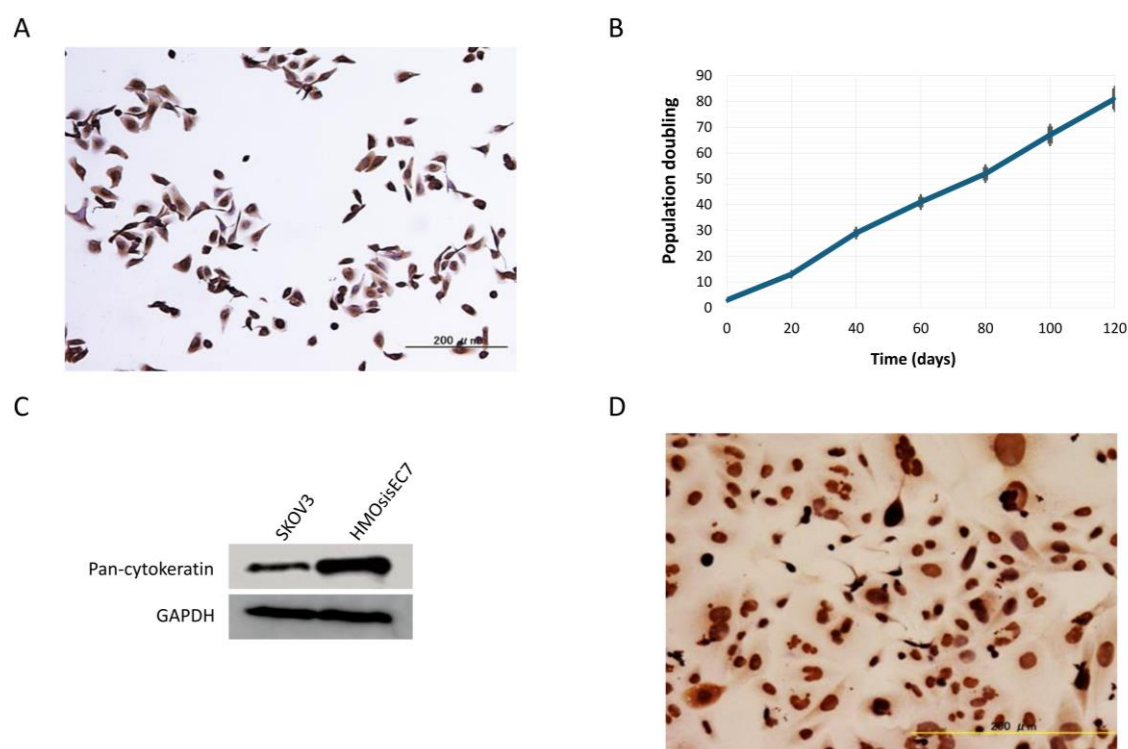 A
200 μm
B
Population doubling
90
80
70
60
50
40
30
20
10
0
0 20 40 60 80 100 120
Time (days)
C
SKOV3
HMOsisEC7
Pan-cytokeratin
GAPDH
D
200 μm